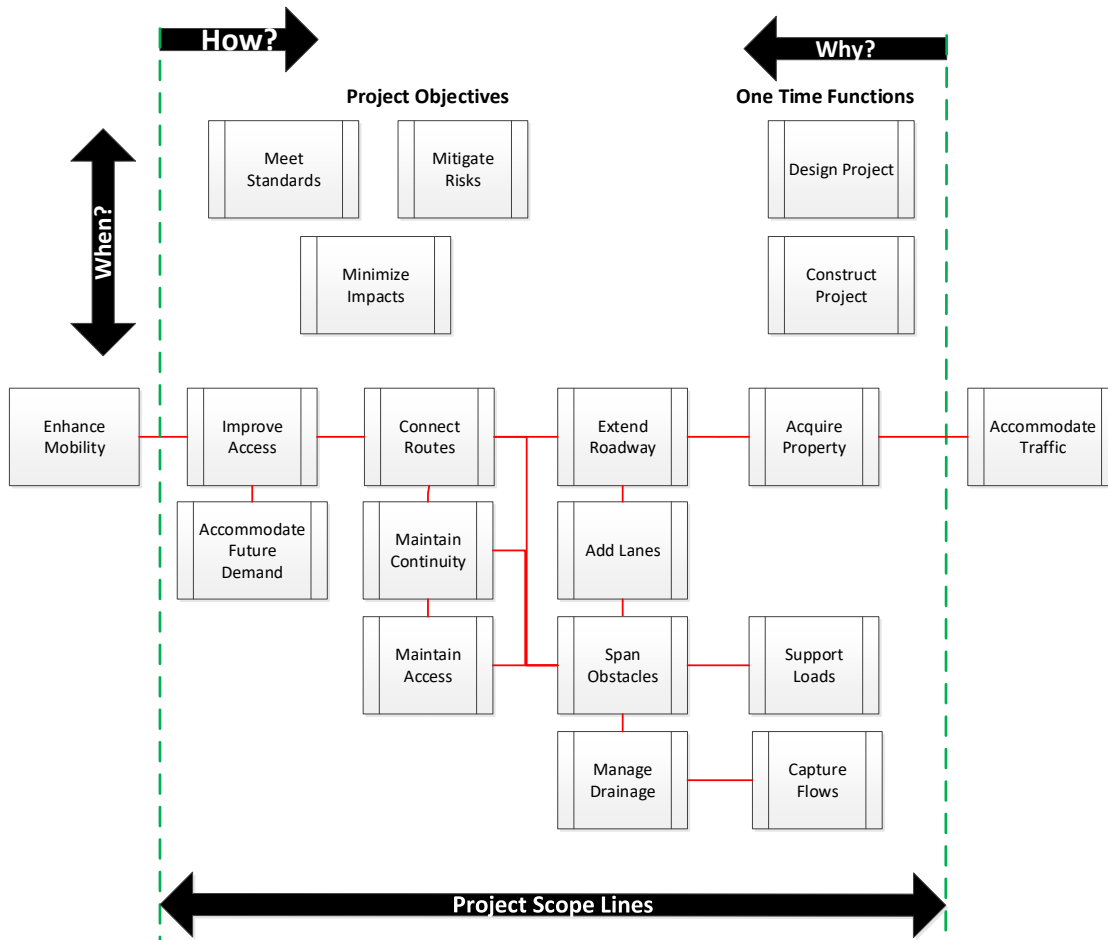 How?
Why?
Project Objectives
One Time Functions
Meet
Standards
Mitigate
Risks
Design Project
When?
Minimize
Impacts
Construct
Project
Enhance
Mobility
Improve
Access
Connect
Routes
Extend
Roadway
Acquire
Property
Accommodate
Traffic
Accommodate
Future
Demand
Maintain
Continuity
Add Lanes
Maintain
Access
Span
Obstacles
Support
Loads
Manage
Drainage
Capture
Flows
Project Scope Lines